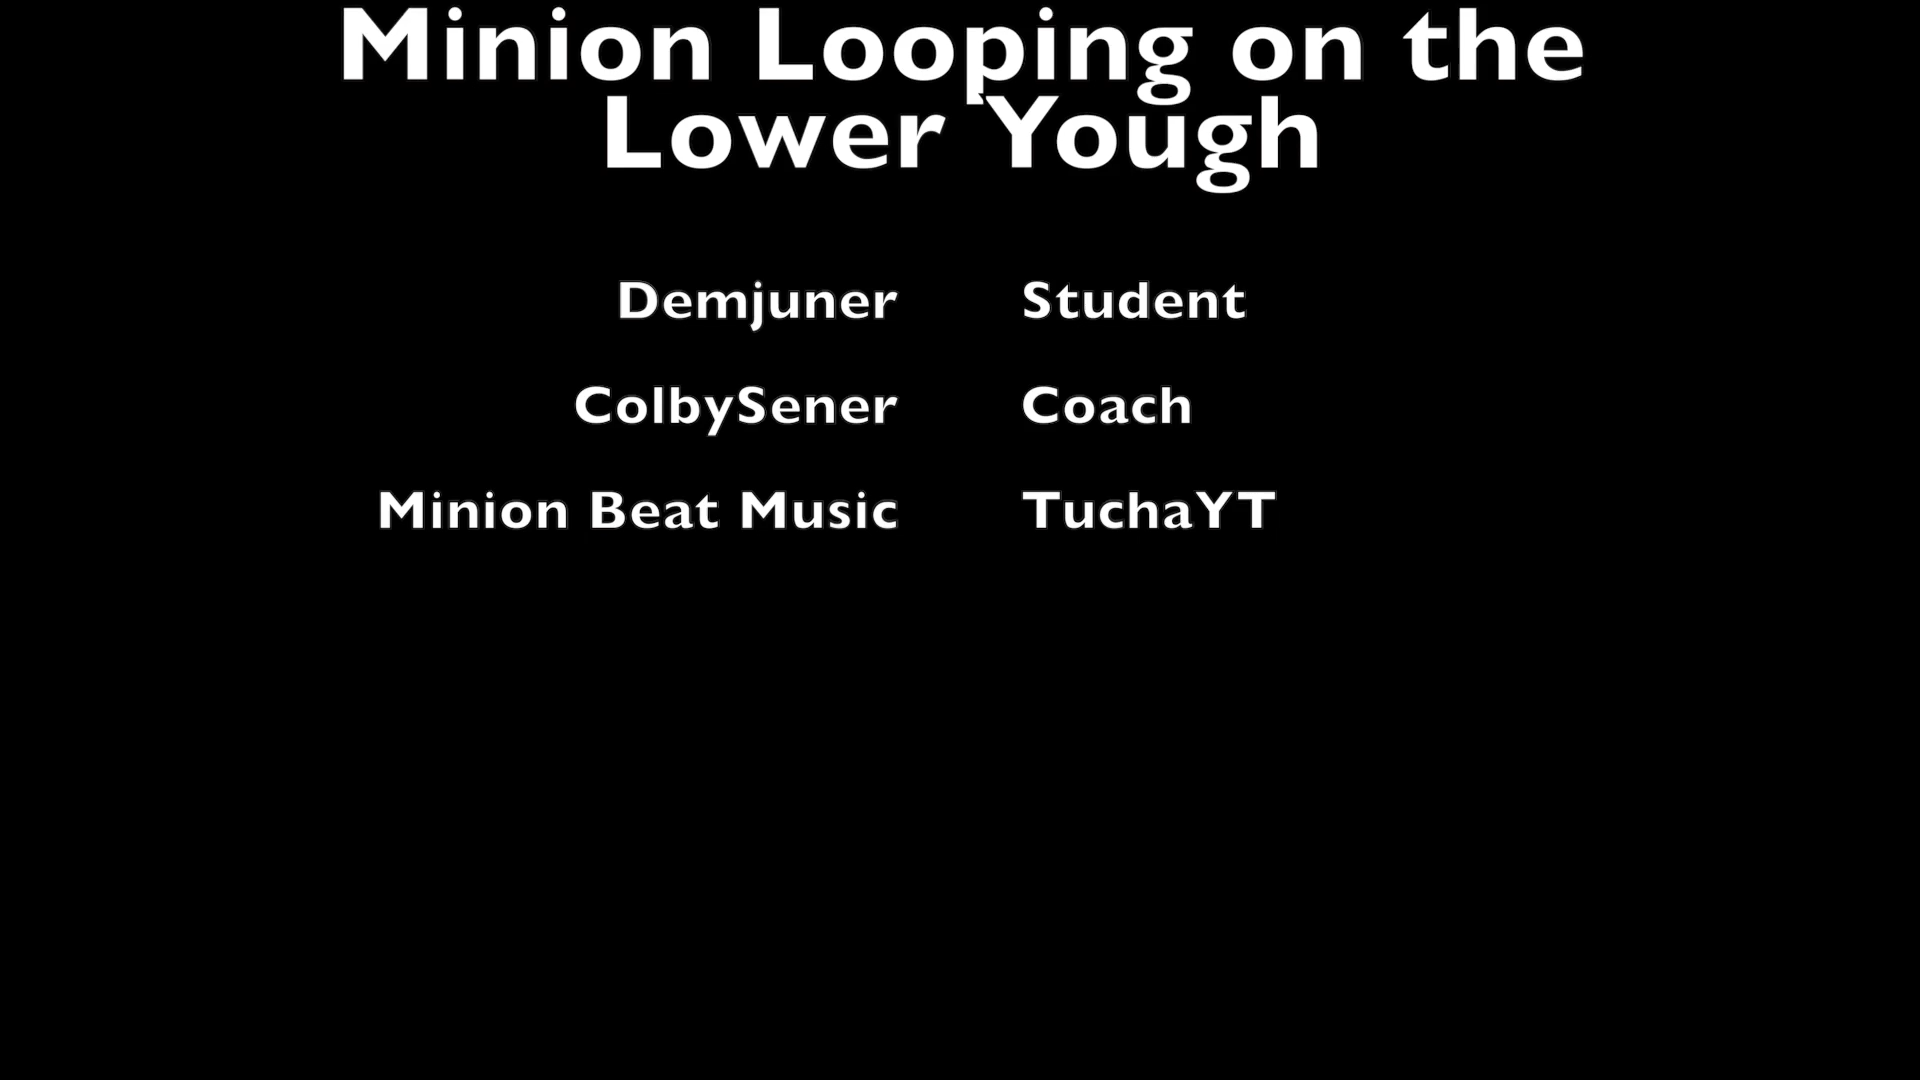 Minion Looping on the
Lower Yough
Demjuner Student
ColbySener Coach
Minion Beat Music TuchaYT